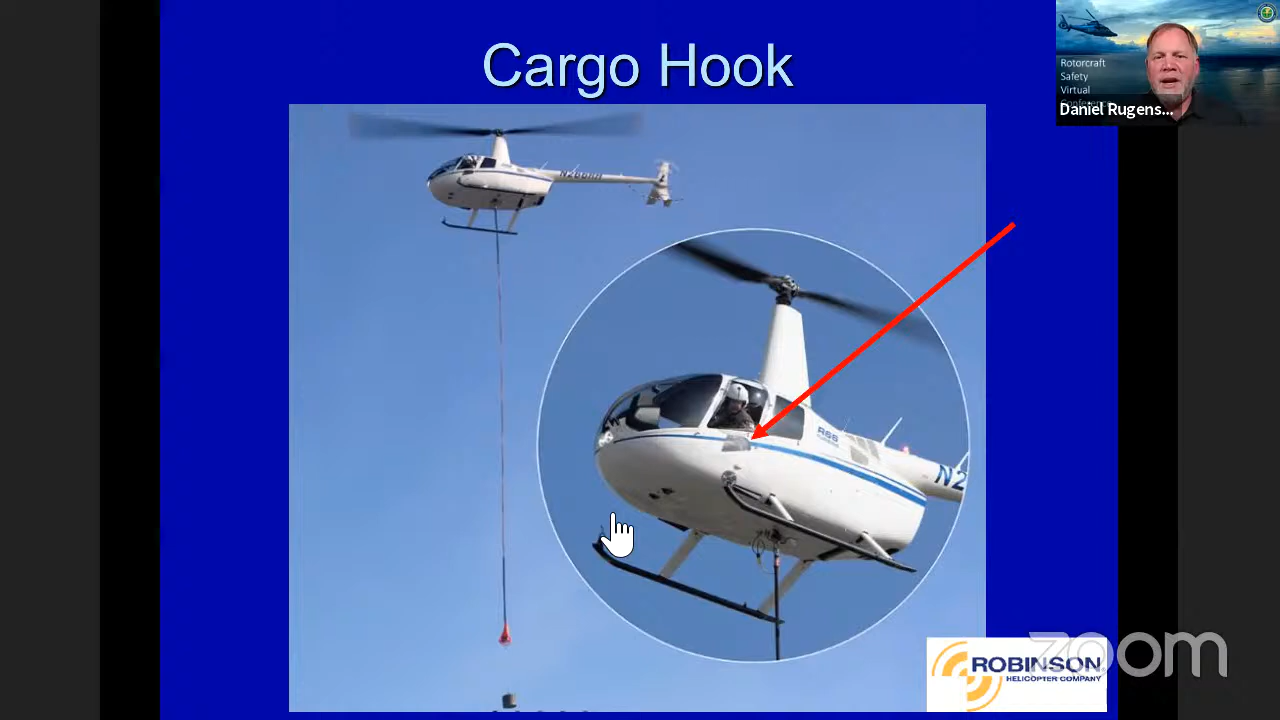 Cargo Hook
Rotorcraft
Safety
Virtual
Daniel Rugens...
R66
N2
ROBINSON
HELICOPTER COMPANY
zoom